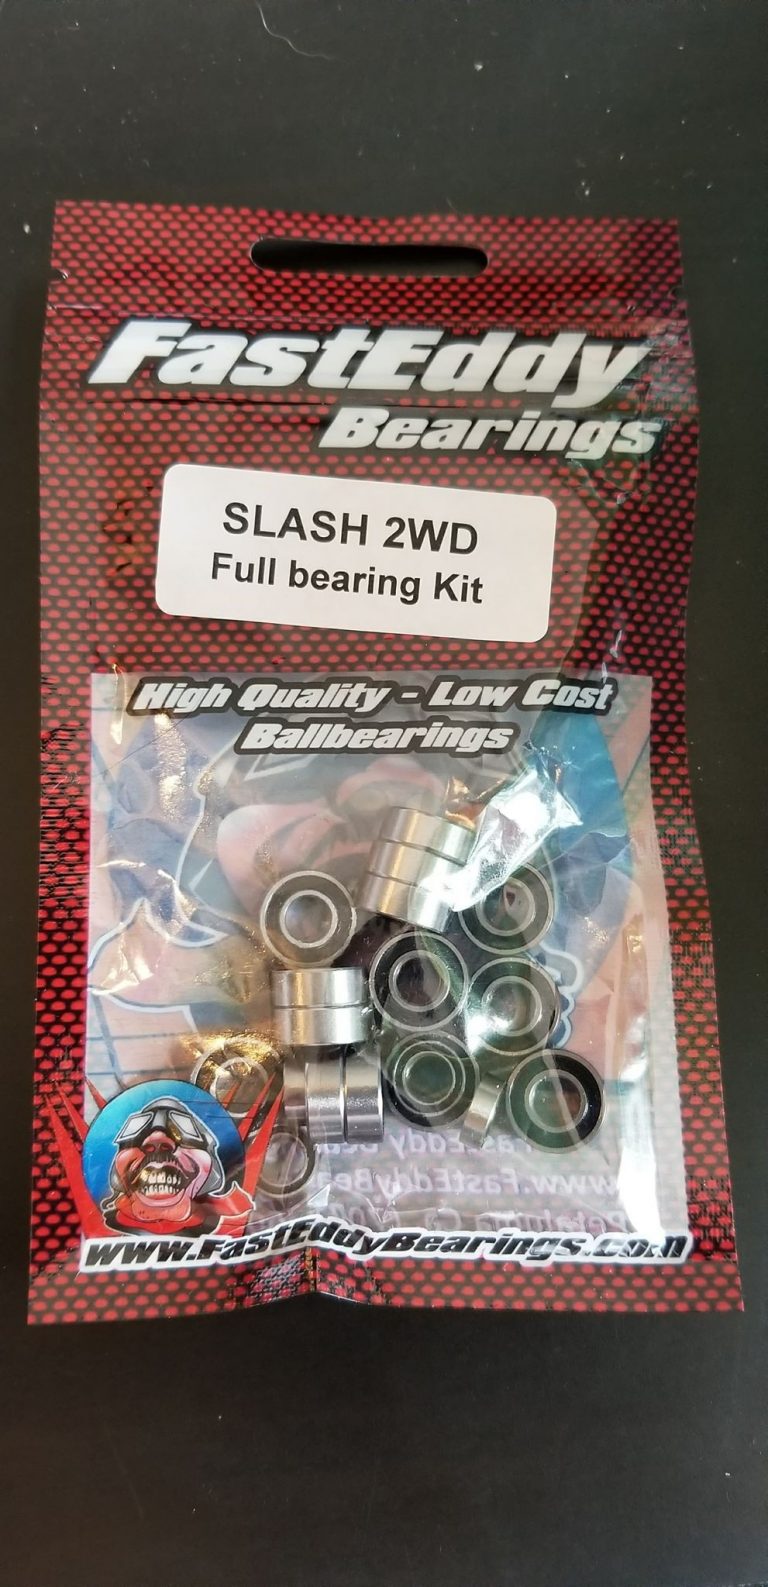 FastEddy
Bearings
SLASH 2WD
Full bearing Kit
High Quality - Low Cost
Ballbearings
www.FastEddyBearings.com